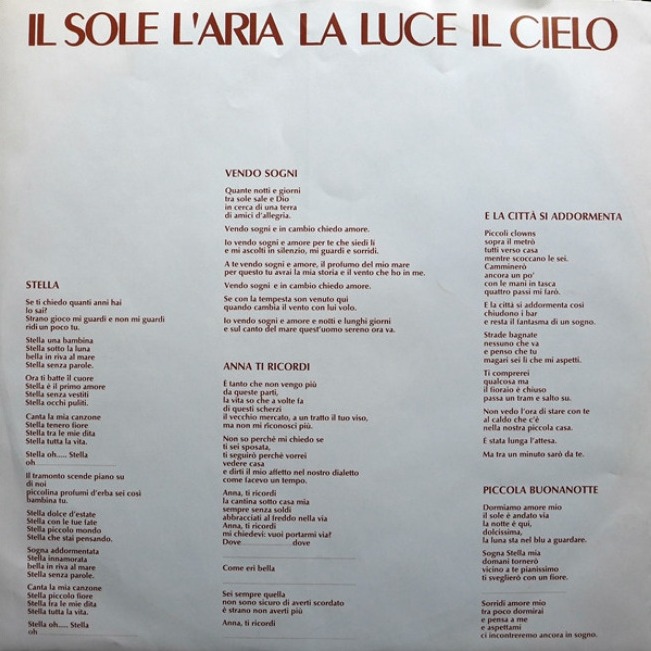 IL SOLE L'ARIA LA LUCE IL CIELO
STELLA
Se ti chiedo quanti anni hai
lo sai?
Strano gioco mi guardi e non mi guardi
ridi un poco tu.
Stella una bambina
Stella sotto la luna
bella in riva al mare
Stella senza parole.
Ora ti batte il cuore
Stella è il primo amore
Stella senza vestiti
Stella occhi puliti.
Canta la mia canzone
Stella tenero fiore
Stella tra le mie dita
Stella tutta la vita.
Stella oh..... Stella
oh
Il tramonto scende piano su
di noi
piccolina profumi d'erba sei così
bambina tu.
Stella dolce d'estate
Stella con le tue fate
Stella piccolo mondo
Stella che stai pensando.
Sogna addormentata
Stella innamorata
bella in riva al mare
Stella senza parole.
Canta la mia canzone
Stella piccolo fiore
Stella tra le mie dita
Stella tutta la vita.
Stella oh..... Stella
oh
VENDO SOGNI
Quante notti e giorni
tra sole sale e Dio
in cerca di una terra
di amici d'allegria.
Vendo sogni e in cambio chiedo amore.
Io vendo sogni e amore per te che siedi lì
e mi ascolti in silenzio, mi guardi e sorridi.
A te vendo sogni e amore, il profumo del mio mare
per questo tu avrai la mia storia e il vento che ho in me.
Vendo sogni e in cambio chiedo amore.
Se con la tempesta son venuto qui
quando cambia il vento con lui volo.
Io vendo sogni e amore e notti e lunghi giorni
e sul canto del mare quest'uomo sereno ora va.
ANNA TI RICORDI
È tanto che non vengo più
da queste parti,
la vita so che a volte fa
di questi scherzi
il vecchio mercato, a un tratto il tuo viso,
ma non mi riconosci più.
Non so perchè mi chiedo se
ti sei sposata,
ti seguirò perché vorrei
vedere casa
e dirti il mio affetto nel nostro dialetto
come facevo un tempo.
Anna, ti ricordi
la cantina sotto casa mia
sempre senza soldi
abbracciati al freddo nella via
Anna, ti ricordi
mi chiedevi: vuoi portarmi via?
Dove....................dove
Come eri bella
Sei sempre quella
non sono sicuro di averti scordato
è strano non averti più
Anna, ti ricordi
E LA CITTÀ SI ADDORMENTA
Piccoli clowns
sopra il metrò
tutti verso casa
mentre scoccano le sei.
Camminerò
ancora un po'
con le mani in tasca
quattro passi mi farò.
E la città si addormenta così
chiudono i bar
e resta il fantasma di un sogno.
Strade bagnate
nessuno che va
e penso che tu
magari sei lì che mi aspetti.
Ti comprerei
qualcosa ma
il fioraio è chiuso
passa un tram e salto su.
Non vedo l'ora di stare con te
al caldo che c'è
nella nostra piccola casa.
È stata lunga l'attesa.
Ma tra un minuto sarò da te.
PICCOLA BUONANOTTE
Dormiamo amore mio
il sole è andato via
la notte è qui,
dolcissima,
la luna sta nel blu a guardare.
Sogna Stella mia
domani tornerò
vicino a te pianissimo
ti sveglierò con un fiore.
Sorridi amore mio
tra poco dormirai
e pensa a me
e aspettami
ci incontreremo ancora in sogno.